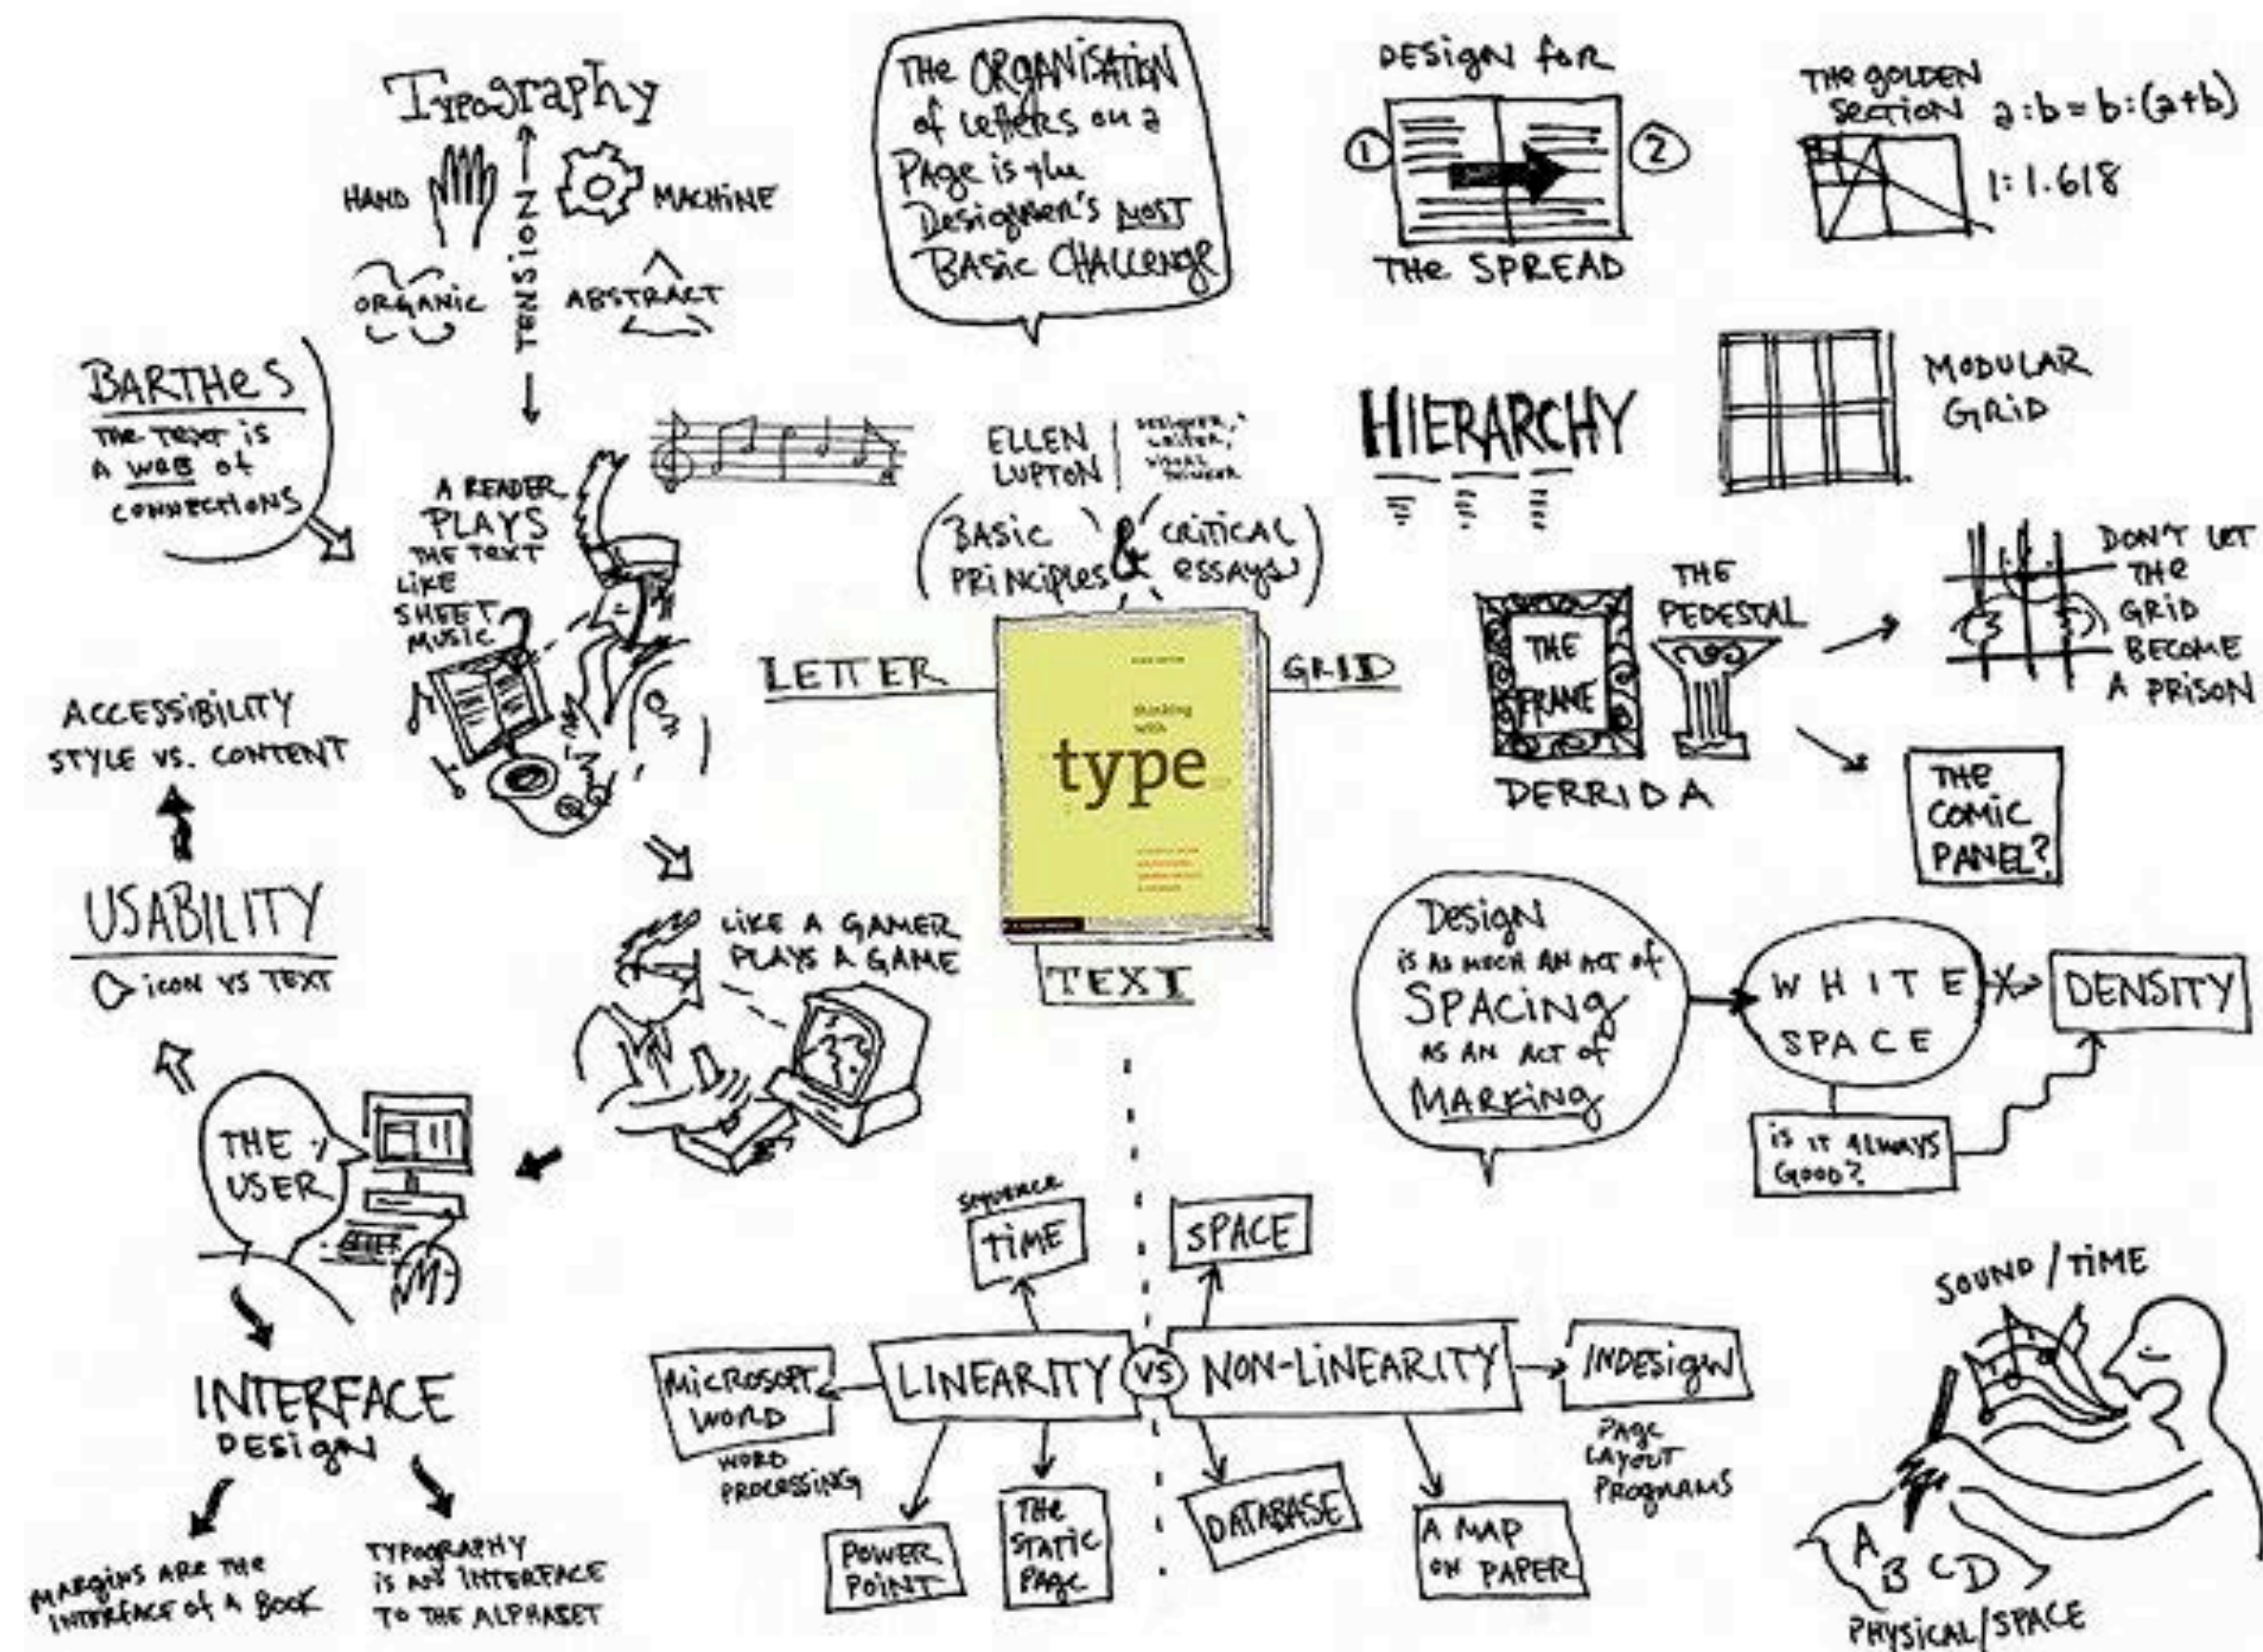 Typography
HAND
MACHINE
TENSION
ORGANIC
ABSTRACT
THE ORGANISATION
of letters on a
PAGE is the
Designer's MOST
BASIC CHALLENGE
DESIGN for
1
2
THE SPREAD
THE GOLDEN
SECTION a:b = b:(a+b)
1:1.618
BARTHES
THE TEXT IS
A WEB of
CONNECTIONS
A READER
PLAYS
THE TEXT
LIKE
SHEET
MUSIC
ELLEN
LUPTON
DESIGNER,
WRITER,
VISUAL
THINKER
(BASIC
PRINCIPLES
&
CRITICAL
ESSAYS)
HIERARCHY
MODULAR
GRID
THE
FRAME
THE
PEDESTAL
DERRIDA
DON'T LET
THE
GRID
BECOME
A PRISON
THE
COMIC
PANEL?
LETTER
GRID
thinking
with
type
TEXT
ACCESSIBILITY
STYLE VS. CONTENT
USABILITY
ICON VS TEXT
LIKE A GAMER
PLAYS A GAME
THE
USER
INTERFACE
DESIGN
MARGINS ARE THE
INTERFACE of A BOOK
TYPOGRAPHY
IS AN INTERFACE
TO THE ALPHABET
Design
IS AS MUCH AN ACT of
SPACING
AS AN ACT of
MARKING
WHITE
SPACE
DENSITY
IS IT ALWAYS
GOOD?
SEQUENCE
TIME
SPACE
MICROSOFT
WORD
WORD
PROCESSING
LINEARITY
VS
NON-LINEARITY
INDESIGN
PAGE
LAYOUT
PROGRAMS
POWER
POINT
THE
STATIC
PAGE
DATABASE
A MAP
ON PAPER
SOUND/TIME
A
B C D
PHYSICAL/SPACE